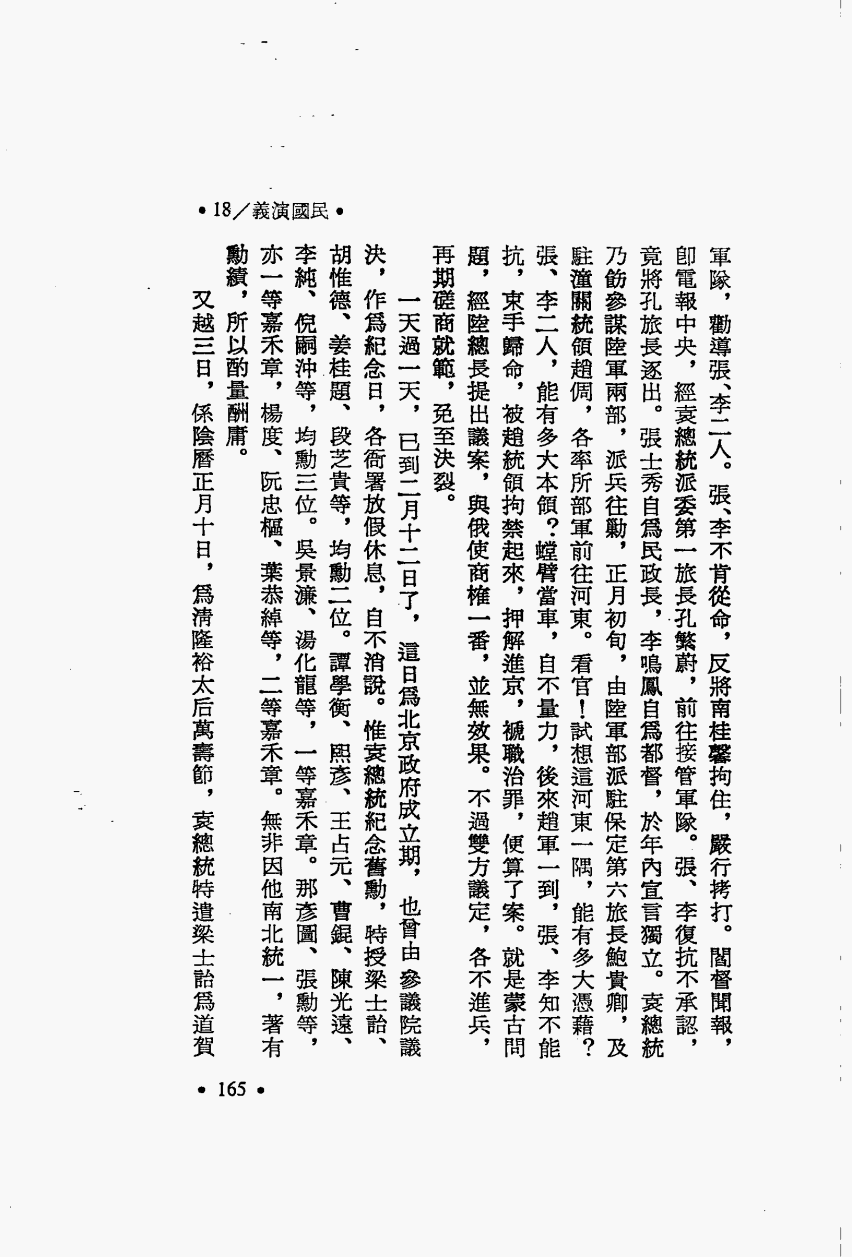 •18／義演國民•
軍隊，勸導張、李二人。張、李不肯從命，反將南桂馨拘住，嚴行拷打。閻督聞報，
卽電報中央，經袁總統派委第一旅長孔繁蔚，前往接管軍隊。張、李復抗不承認，
竟將孔旅長逐出。張士秀自爲民政長，李鳴鳳自爲都督，於年內宣言獨立。袁總統
乃飭參謀陸軍兩部，派兵往勦，正月初旬，由陸軍部派駐保定第六旅長鮑貴卿，及
駐潼關統領趙倜，各率所部軍前往河東。看官！試想這河東一隅，能有多大憑藉？
張、李二人，能有多大本領？螳臂當車，自不量力，後來趙軍一到，張、李知不能
抗，束手歸命，被趙統領拘禁起來，押解進京，褫職治罪，便算了案。就是蒙古問
題，經陸總長提出議案，與俄使商榷一番，並無效果。不過雙方議定，各不進兵，
再期磋商就範，免至決裂。
一天過一天，已到二月十二日了，這日爲北京政府成立期，也曾由參議院議
決，作爲紀念日，各衙署放假休息，自不消說。惟袁總統紀念舊勳，特授梁士詒、
胡惟德、姜桂題、段芝貴等，均勳二位。譚學衡、熙彥、王占元、曹錕、陳光遠、
李純、倪嗣沖等，均勳三位。吳景濂、湯化龍等，一等嘉禾章。那彥圖、張勳等，
亦一等嘉禾章，楊度、阮忠樞、葉恭綽等，二等嘉禾章。無非因他南北統一，著有
勳績，所以酌量酬庸。
又越三日，係陰曆正月十日，爲清隆裕太后萬壽節，袁總統特遣梁士詒爲道賀
•165•